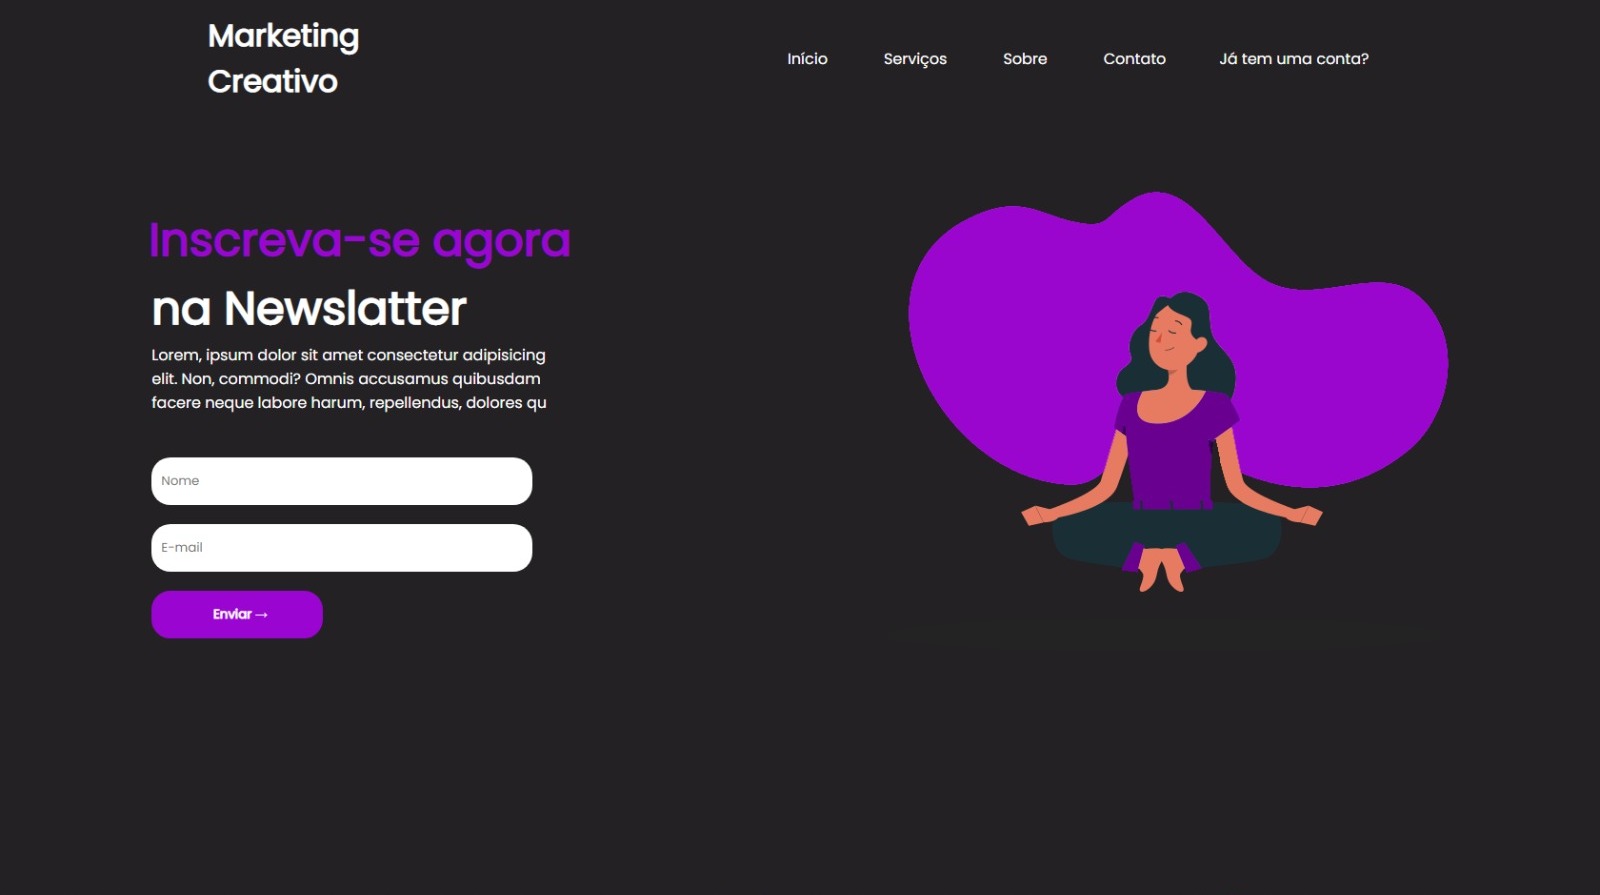 Marketing
Creativo
Início Serviços Sobre Contato Já tem uma conta?
Inscreva-se agora
na Newslatter
Lorem, ipsum dolor sit amet consectetur adipisicing
elit. Non, commodi? Omnis accusamus quibusdam
facere neque labore harum, repellendus, dolores qu
Nome
E-mail
Enviar →